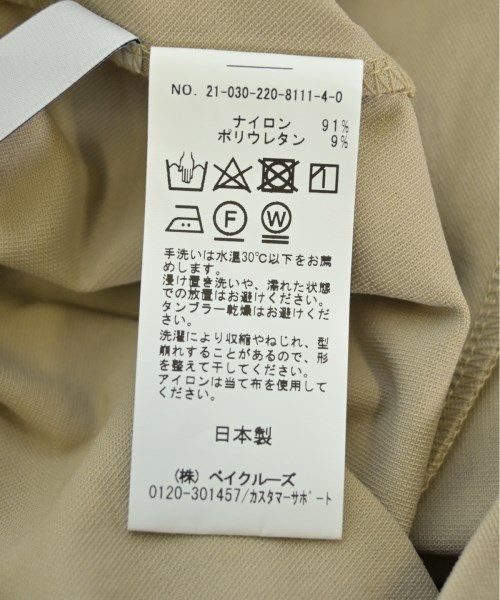 NO. 21-030-220-8111-4-0
ナイロン 91%
ポリウレタン 9%
F W
手洗いは水温30℃以下をお薦
めします。
浸け置き洗いや、濡れた状態
での放置はお避けください。
タンブラー乾燥はお避けくだ
さい。
洗濯により収縮やねじれ、型
崩れすることがあるので、形
を整えて干してください。
アイロンは当て布を使用して
ください。
日本製
(株) ベイクルーズ
0120-301457/カスタマーサポート